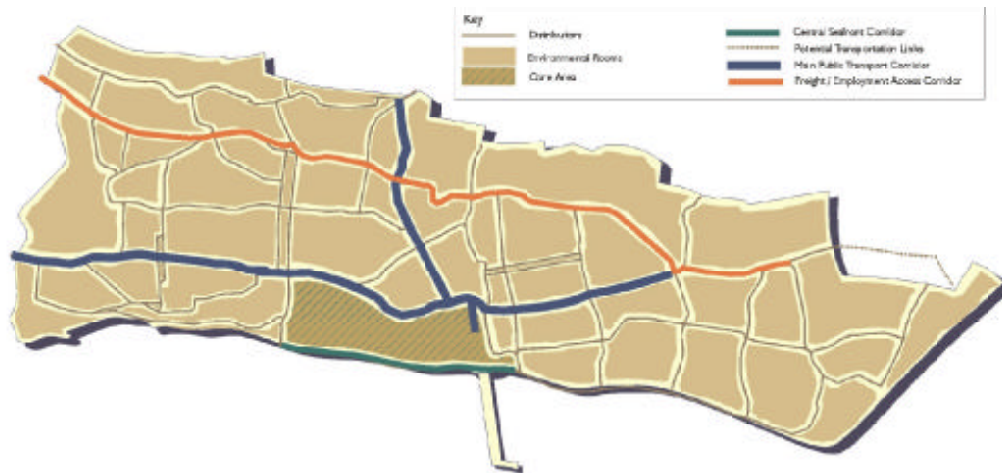 Key
Distributors
Environmental Rooms
Core Area
Central Seafront Corridor
Potential Transportation Links
Main Public Transport Corridor
Freight / Employment Access Corridor